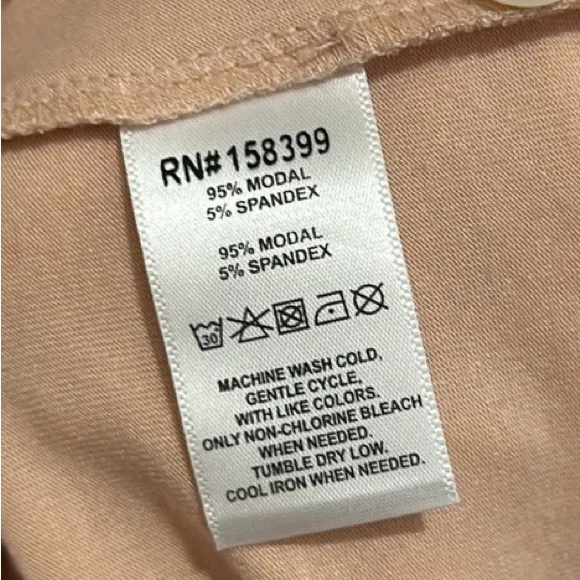 RN#158399
95% MODAL
5% SPANDEX
95% MODAL
5% SPANDEX
30
MACHINE WASH COLD,
GENTLE CYCLE,
WITH LIKE COLORS.
ONLY NON-CHLORINE BLEACH
WHEN NEEDED.
TUMBLE DRY LOW.
COOL IRON WHEN NEEDED.